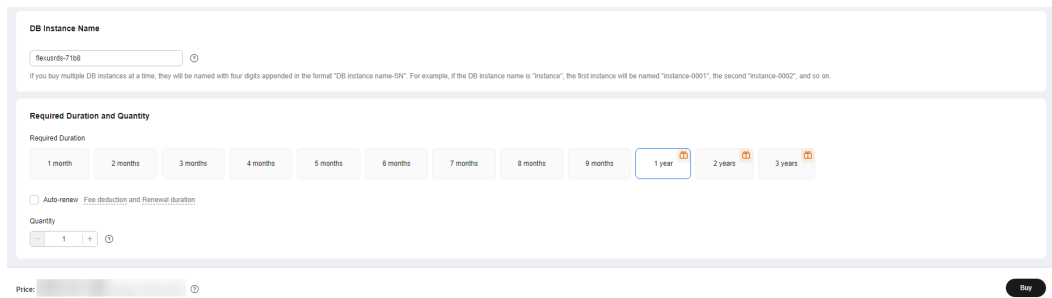 DB Instance Name
flexusrds-71b8
If you buy multiple DB instances at a time, they will be named with four digits appended in the format "DB instance name-SN". For example, if the DB instance name is "instance", the first instance will be named "instance-0001", the second "instance-0002", and so on.
Required Duration and Quantity
Required Duration
1 month 2 months 3 months 4 months 5 months 6 months 7 months 8 months 9 months 1 year 2 years 3 years
Auto-renew Fee deduction and Renewal duration
Quantity
- 1 +
Price:
Buy